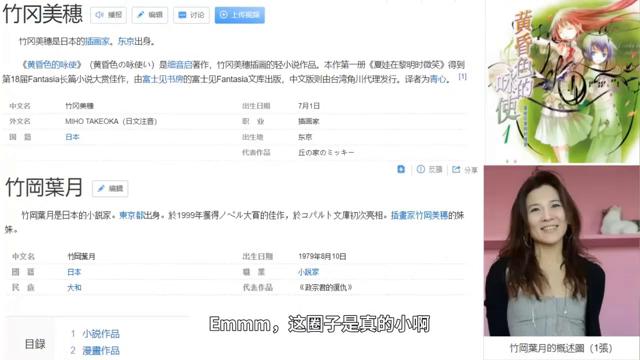 竹冈美穗
播报
编辑
讨论
上传视频
竹冈美穗是日本的插画家。东京出身。
《黄昏色的咏使》（黄昏色の咏使い）是细音启著作，竹冈美穗插画的轻小说作品。本作第一册《夏娃在黎明时微笑》得到
第18届Fantasia长篇小说大赏佳作，由富士见书房的富士见Fantasia文库出版，中文版则由台湾角川代理发行。译者为青心。 [1]
中文名 竹冈美穗 出生日期 7月1日
外文名 MIHO TAKEOKA（日文注音） 职 业 插画家
国 籍 日本 出生地 东京
代表作品 丘の家のミッキー
反馈
分享
竹岡葉月
編輯
竹岡葉月是日本的小說家。東京都出身。於1999年獲得ノベル大賞的佳作，於コバルト文庫初次亮相。插畫家竹岡美穗的妹
妹。
中文名 竹岡葉月 出生日期 1979年8月10日
國 籍 日本 職 業 小說家
民 族 大和 代表作品 《政宗君的復仇》
目錄
1 小說作品
2 漫畫作品
Emmm，这圈子是真的小啊
黄昏色的
咏使
1
竹岡葉月的概述圖（1張）